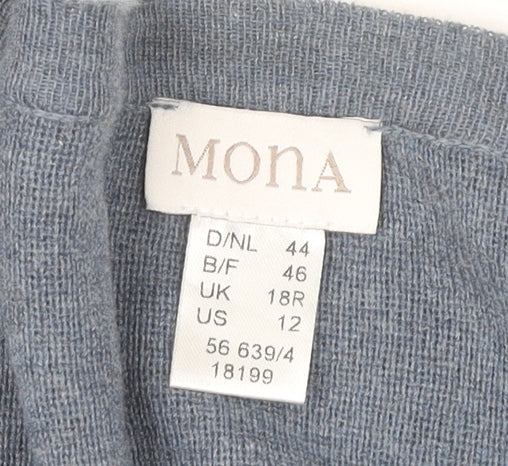 MONA
D/NL 44
B/F 46
UK 18R
US 12
56 639/4
18199